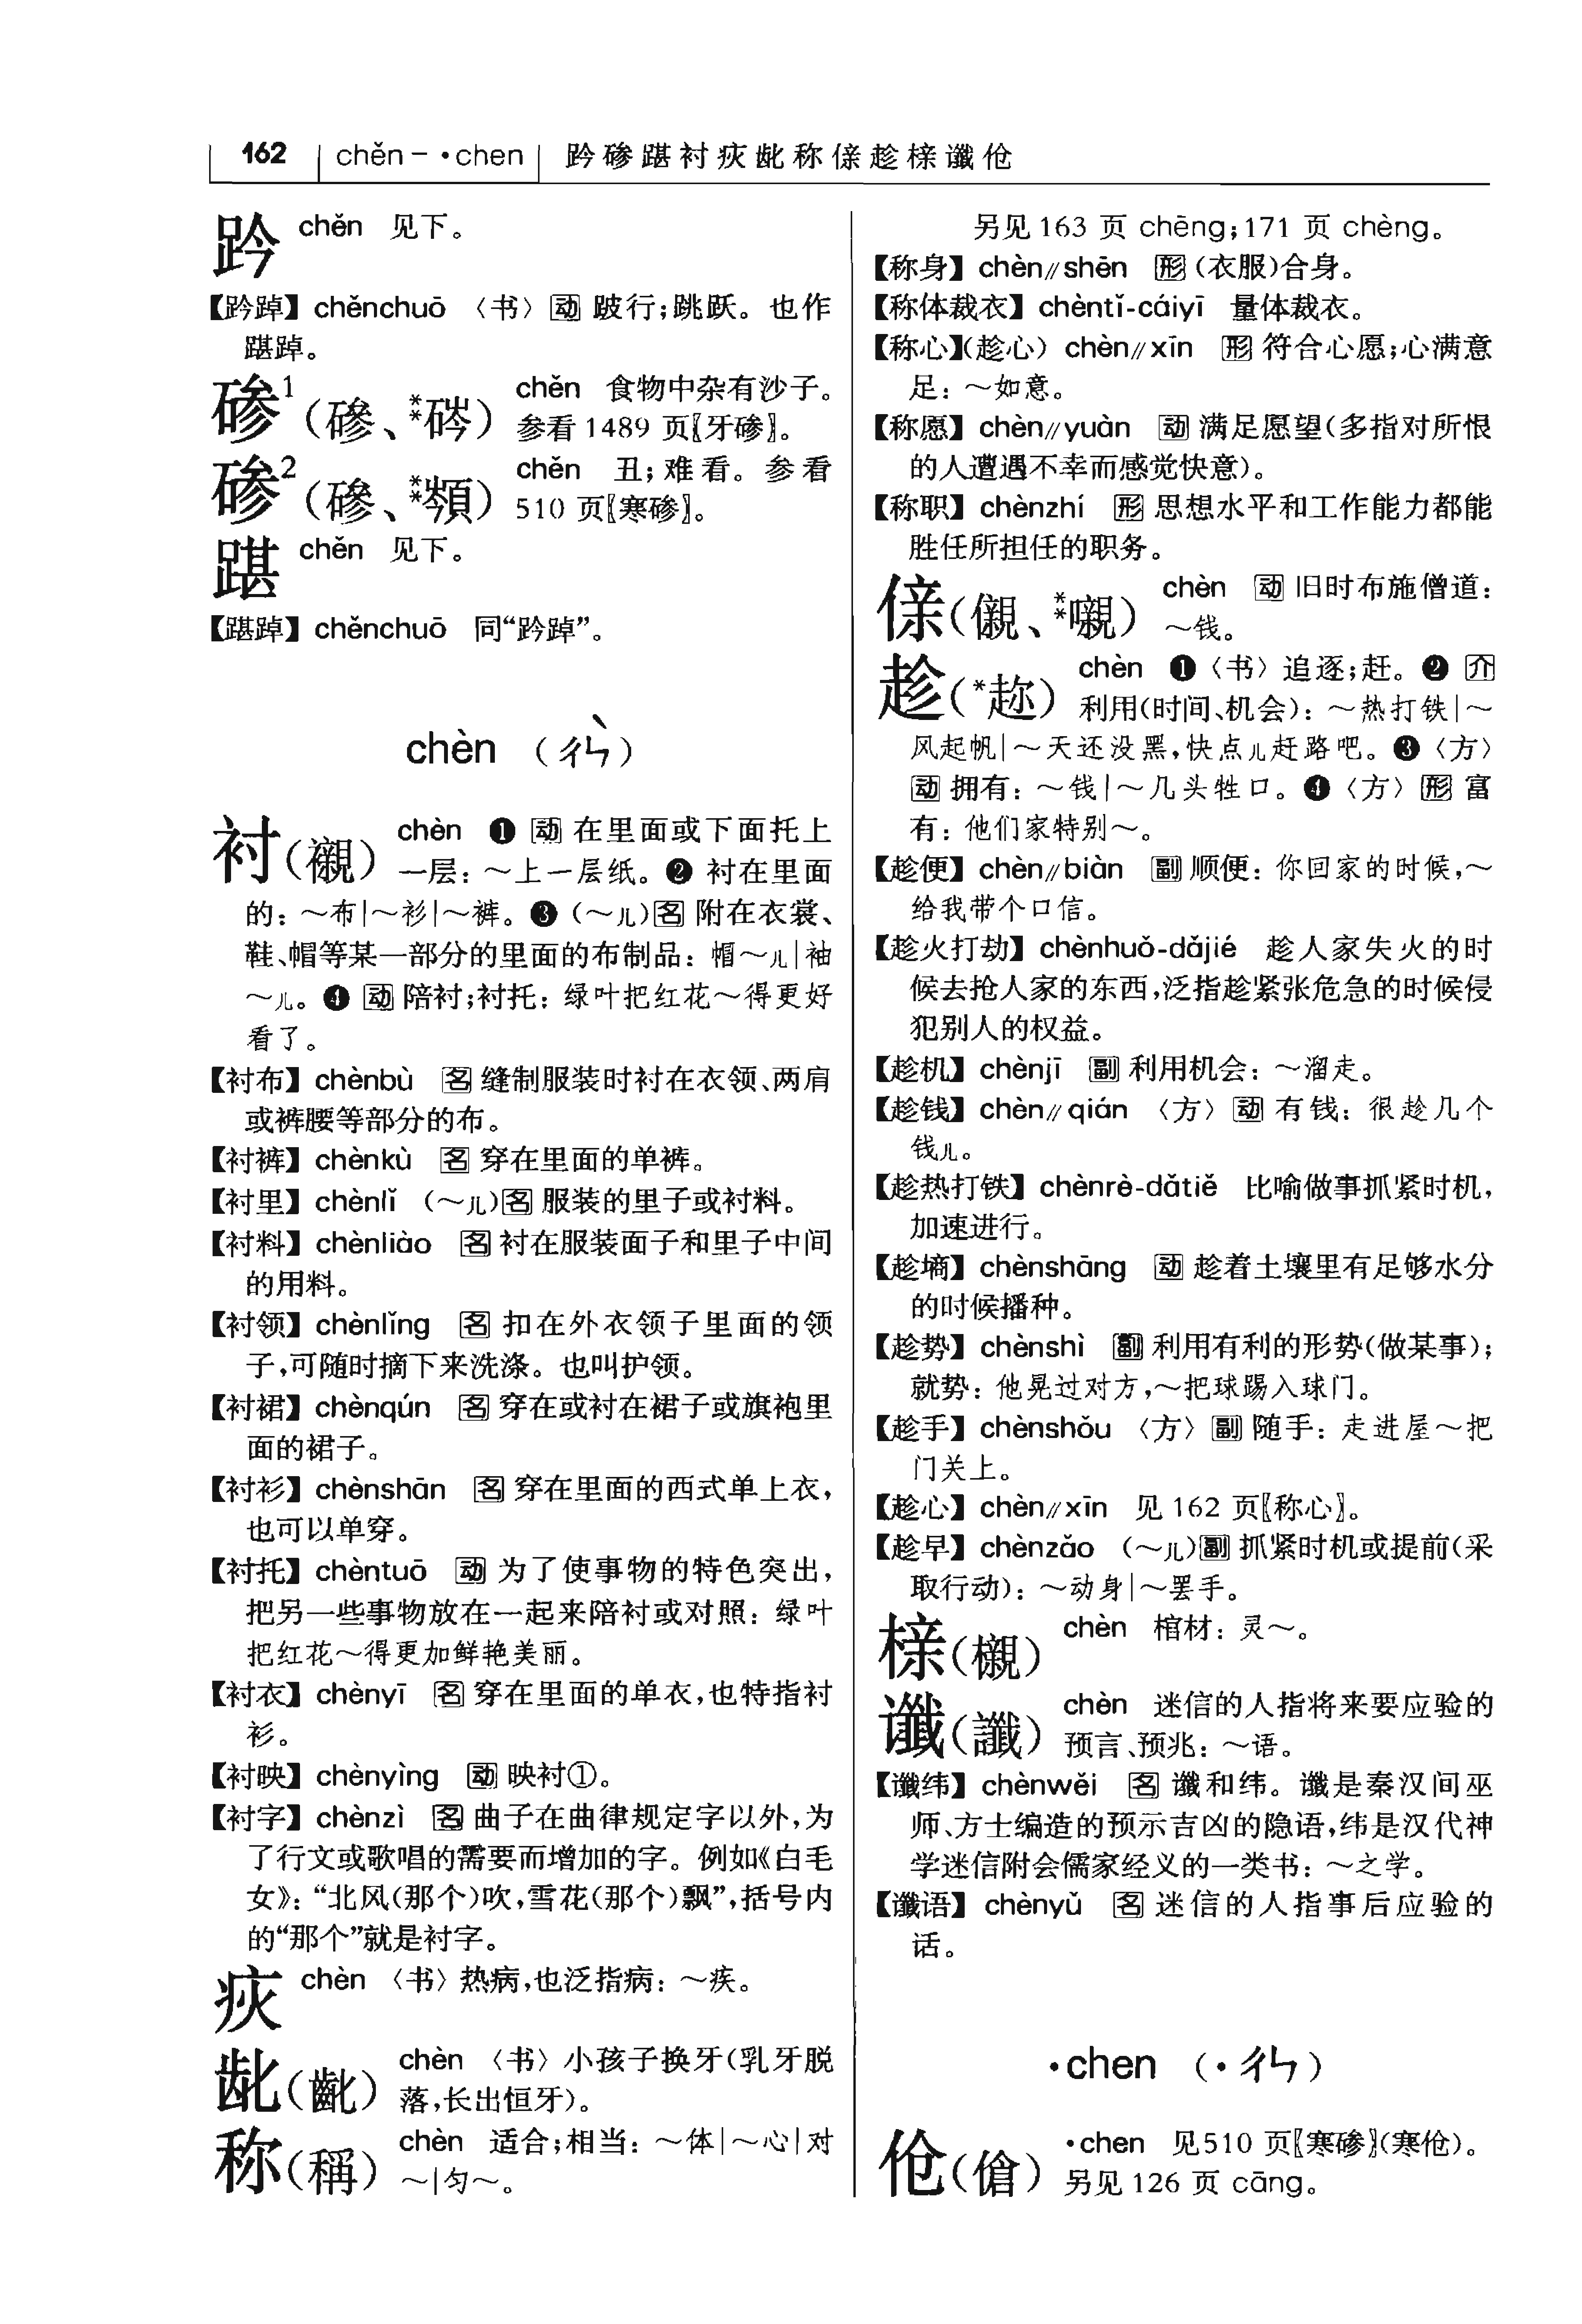 162 chěn－·chen 趻碜踸衬疢龀称傧趁榇谶伧
趻 chěn 见下。
【趻踔】 chěnchuō 〈书〉 动 跛行；跳跃。也作
踸踔。
碜¹（磣、**硶） chěn 食物中杂有沙子。
参看 1489 页〖牙碜〗。
碜²（磣、**墋） chěn 丑；难看。参看
510 页〖寒碜〗。
踸 chěn 见下。
【踸踔】 chěnchuō 同“趻踔”。
chèn （ㄔㄣˋ）
衬（襯） chèn ❶ 动 在里面或下面托上
一层：～上一层纸。❷ 衬在里面
的：～布｜～衫｜～裤。❸（～儿）名 附在衣裳、
鞋、帽等某一部分的里面的布制品：帽～儿｜袖
～儿。❹ 动 陪衬；衬托：绿叶把红花～得更好
看了。
【衬布】 chènbù 名 缝制服装时衬在衣领、两肩
或裤腰等部分的布。
【衬裤】 chènkù 名 穿在里面的单裤。
【衬里】 chènlǐ （～儿）名 服装的里子或衬料。
【衬料】 chènliào 名 衬在服装面子和里子中间
的用料。
【衬领】 chènlǐng 名 扣在外衣领子里面的领
子，可随时摘下来洗涤。也叫护领。
【衬裙】 chènqún 名 穿在或衬在裙子或旗袍里
面的裙子。
【衬衫】 chènshān 名 穿在里面的西式单上衣，
也可以单穿。
【衬托】 chèntuō 动 为了使事物的特色突出，
把另一些事物放在一起来陪衬或对照：绿叶
把红花～得更加鲜艳美丽。
【衬衣】 chènyī 名 穿在里面的单衣，也特指衬
衫。
【衬映】 chènyìng 动 映衬①。
【衬字】 chènzì 名 曲子在曲律规定字以外，为
了行文或歌唱的需要而增加的字。例如《白毛
女》：“北风（那个）吹，雪花（那个）飘”，括号内
的“那个”就是衬字。
疢 chèn 〈书〉热病，也泛指病：～疾。
龀（齔） chèn 〈书〉小孩子换牙（乳牙脱
落，长出恒牙）。
称（稱） chèn 适合；相当：～体｜～心｜对
～｜匀～。
另见 163 页 chēng；171 页 chèng。
【称身】 chèn∥shēn 形（衣服）合身。
【称体裁衣】 chèntǐ-cáiyī 量体裁衣。
【称心】（趁心） chèn∥xīn 形 符合心愿；心满意
足：～如意。
【称愿】 chèn∥yuàn 动 满足愿望（多指对所恨
的人遭遇不幸而感觉快意）。
【称职】 chènzhí 形 思想水平和工作能力都能
胜任所担任的职务。
㑘（儭、**嚫） chèn 动 旧时布施僧道：
～钱。
趁（*趂） chèn ❶〈书〉追逐；赶。❷ 介
利用（时间、机会）：～热打铁｜～
风起帆｜～天还没黑，快点儿赶路吧。❸〈方〉
动 拥有：～钱｜～几头牲口。❹〈方〉形 富
有：他们家特别～。
【趁便】 chèn∥biàn 副 顺便：你回家的时候，～
给我带个口信。
【趁火打劫】 chènhuǒ-dǎjié 趁人家失火的时
候去抢人家的东西，泛指趁紧张危急的时候侵
犯别人的权益。
【趁机】 chènjī 副 利用机会：～溜走。
【趁钱】 chèn∥qián 〈方〉动 有钱：很趁几个
钱儿。
【趁热打铁】 chènrè-dǎtiě 比喻做事抓紧时机，
加速进行。
【趁墒】 chènshāng 动 趁着土壤里有足够水分
的时候播种。
【趁势】 chènshì 副 利用有利的形势（做某事）；
就势：他晃过对方，～把球踢入球门。
【趁手】 chènshǒu 〈方〉副 随手：走进屋～把
门关上。
【趁心】 chèn∥xīn 见 162 页〖称心〗。
【趁早】 chènzǎo （～儿）副 抓紧时机或提前（采
取行动）：～动身｜～罢手。
榇（櫬） chèn 棺材：灵～。
谶（讖） chèn 迷信的人指将来要应验的
预言、预兆：～语。
【谶纬】 chènwěi 名 谶和纬。谶是秦汉间巫
师、方士编造的预示吉凶的隐语，纬是汉代神
学迷信附会儒家经义的一类书：～之学。
【谶语】 chènyǔ 名 迷信的人指事后应验的
话。
·chen （·ㄔㄣ）
伧（傖） ·chen 见510 页〖寒碜〗（寒伧）。
另见 126 页 cāng。